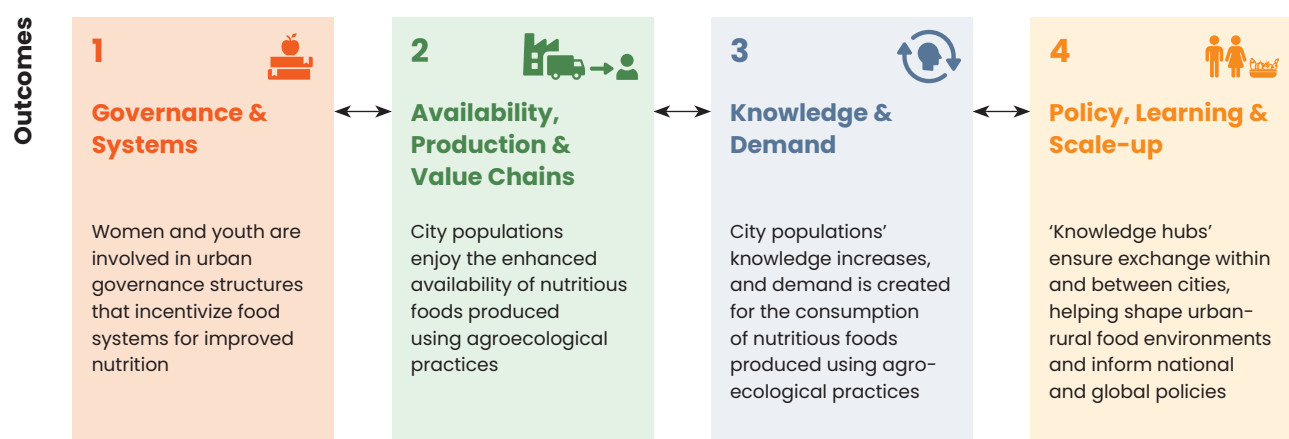 Outcomes
1
Governance &
Systems
Women and youth are
involved in urban
governance structures
that incentivize food
systems for improved
nutrition
2
Availability,
Production &
Value Chains
City populations
enjoy the enhanced
availability of nutritious
foods produced
using agroecological
practices
3
Knowledge &
Demand
City populations’
knowledge increases,
and demand is created
for the consumption
of nutritious foods
produced using agro-
ecological practices
4
Policy, Learning &
Scale-up
‘Knowledge hubs’
ensure exchange within
and between cities,
helping shape urban-
rural food environments
and inform national
and global policies